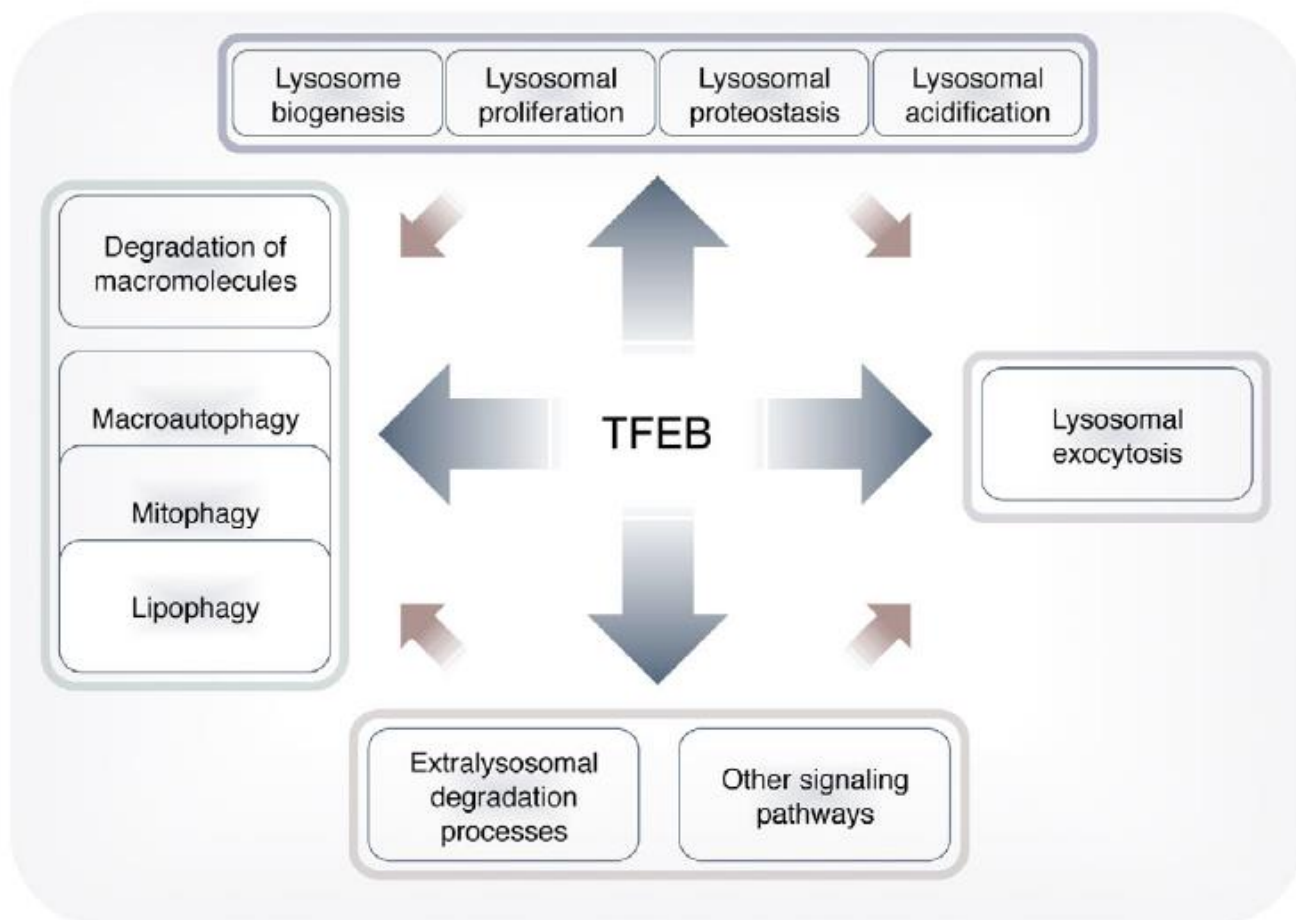 Lysosome
biogenesis
Lysosomal
proliferation
Lysosomal
proteostasis
Lysosomal
acidification
Degradation of
macromolecules
Macroautophagy
Mitophagy
Lipophagy
TFEB
Lysosomal
exocytosis
Extralysosomal
degradation
processes
Other signaling
pathways